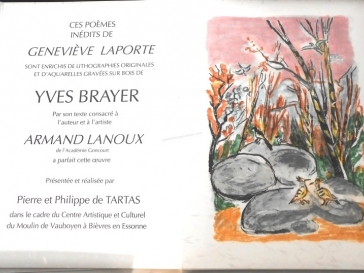 CES POÈMES
INÉDITS DE
GENEVIÈVE LAPORTE
SONT ENRICHIS DE LITHOGRAPHIES ORIGINALES
ET D'AQUARELLES GRAVÉES SUR BOIS DE
YVES BRAYER
Par son texte consacré à
l'auteur et à l'artiste
ARMAND LANOUX
de l'Académie Goncourt
a parfait cette œuvre
Présentée et réalisée par
Pierre et Philippe de TARTAS
dans le cadre du Centre Artistique et Culturel
du Moulin de Vauboyen à Bièvres en Essonne